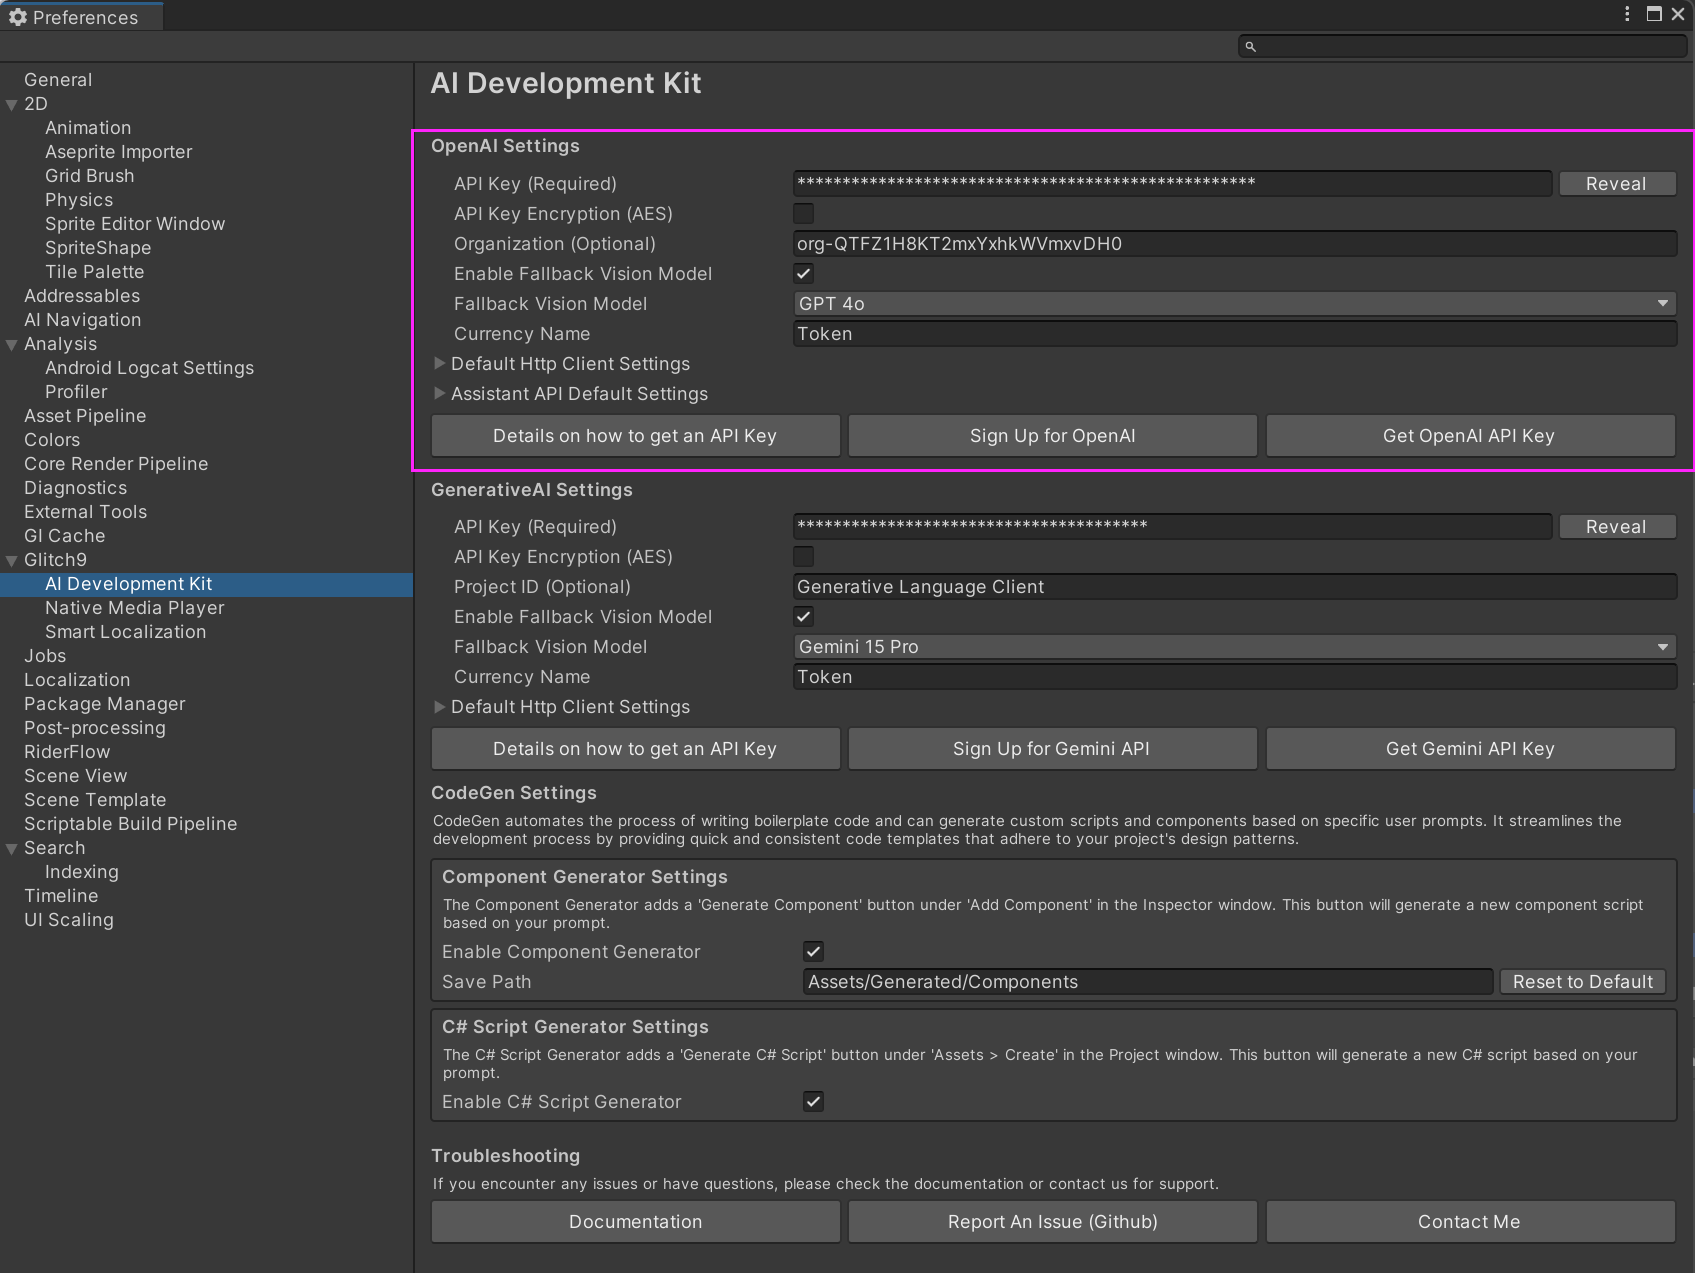 Preferences
General
2D
Animation
Aseprite Importer
Grid Brush
Physics
Sprite Editor Window
SpriteShape
Tile Palette
Addressables
AI Navigation
Analysis
Android Logcat Settings
Profiler
Asset Pipeline
Colors
Core Render Pipeline
Diagnostics
External Tools
GI Cache
Glitch9
AI Development Kit
Native Media Player
Smart Localization
Jobs
Localization
Package Manager
Post-processing
RiderFlow
Scene View
Scene Template
Scriptable Build Pipeline
Search
Indexing
Timeline
UI Scaling
AI Development Kit
OpenAI Settings
API Key (Required) *************************************************** Reveal
API Key Encryption (AES)
Organization (Optional) org-QTFZ1H8KT2mxYxhkWVmxvDH0
Enable Fallback Vision Model
Fallback Vision Model GPT 4o
Currency Name Token
Default Http Client Settings
Assistant API Default Settings
Details on how to get an API Key Sign Up for OpenAI Get OpenAI API Key
GenerativeAI Settings
API Key (Required) *************************************** Reveal
API Key Encryption (AES)
Project ID (Optional) Generative Language Client
Enable Fallback Vision Model
Fallback Vision Model Gemini 15 Pro
Currency Name Token
Default Http Client Settings
Details on how to get an API Key Sign Up for Gemini API Get Gemini API Key
CodeGen Settings
CodeGen automates the process of writing boilerplate code and can generate custom scripts and components based on specific user prompts. It streamlines the
development process by providing quick and consistent code templates that adhere to your project's design patterns.
Component Generator Settings
The Component Generator adds a 'Generate Component' button under 'Add Component' in the Inspector window. This button will generate a new component script
based on your prompt.
Enable Component Generator
Save Path Assets/Generated/Components Reset to Default
C# Script Generator Settings
The C# Script Generator adds a 'Generate C# Script' button under 'Assets > Create' in the Project window. This button will generate a new C# script based on your
prompt.
Enable C# Script Generator
Troubleshooting
If you encounter any issues or have questions, please check the documentation or contact us for support.
Documentation Report An Issue (Github) Contact Me